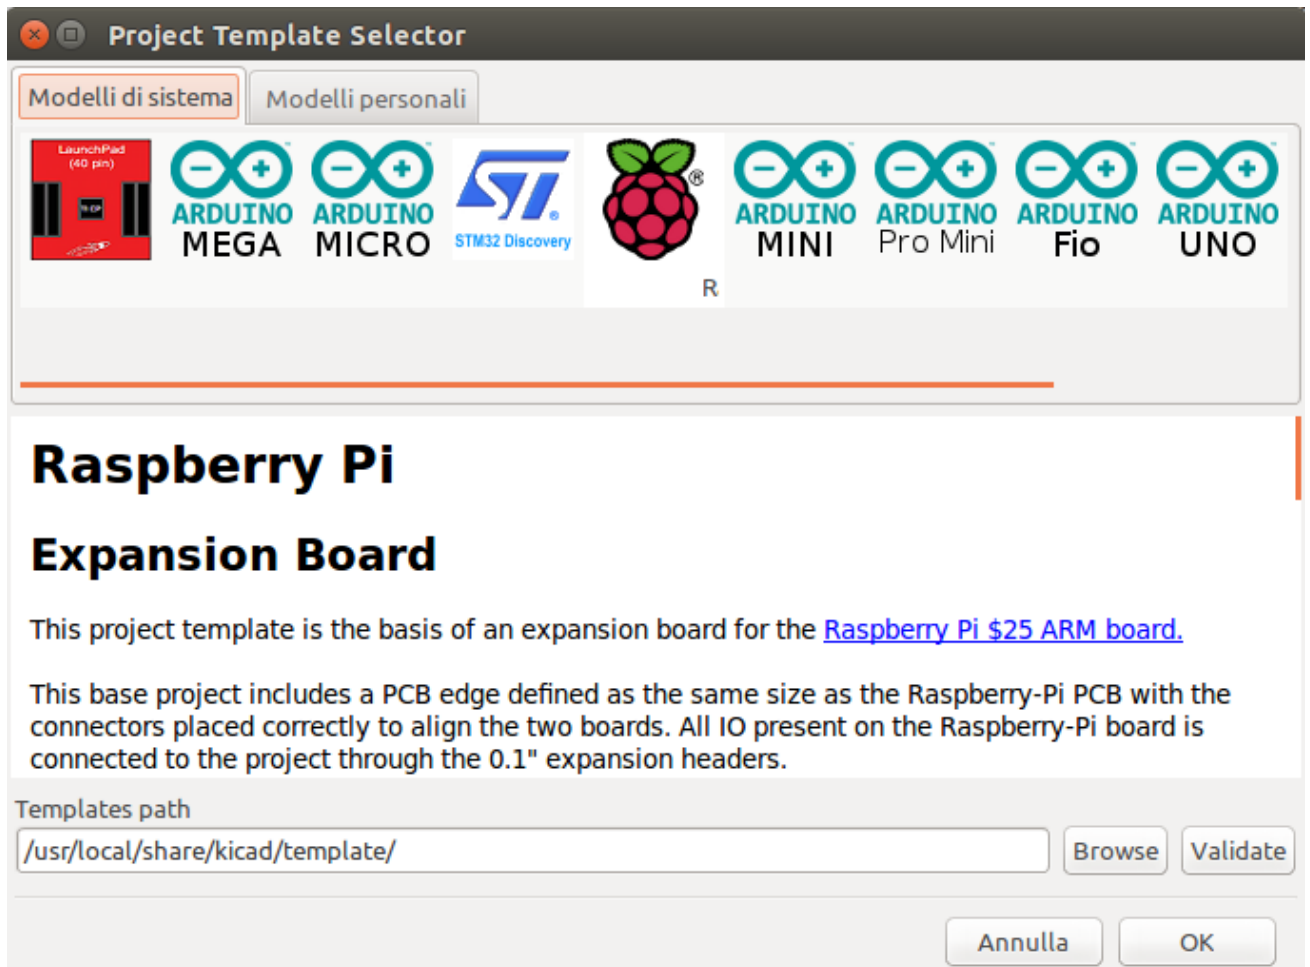 Project Template Selector
Modelli di sistema
Modelli personali
LaunchPad
(40 pin)
ARDUINO
MEGA
ARDUINO
MICRO
STM32 Discovery
R
ARDUINO
MINI
ARDUINO
Pro Mini
ARDUINO
Fio
ARDUINO
UNO
Raspberry Pi
Expansion Board
This project template is the basis of an expansion board for the Raspberry Pi $25 ARM board.
This base project includes a PCB edge defined as the same size as the Raspberry-Pi PCB with the
connectors placed correctly to align the two boards. All IO present on the Raspberry-Pi board is
connected to the project through the 0.1" expansion headers.
Templates path
/usr/local/share/kicad/template/
Browse
Validate
Annulla
OK